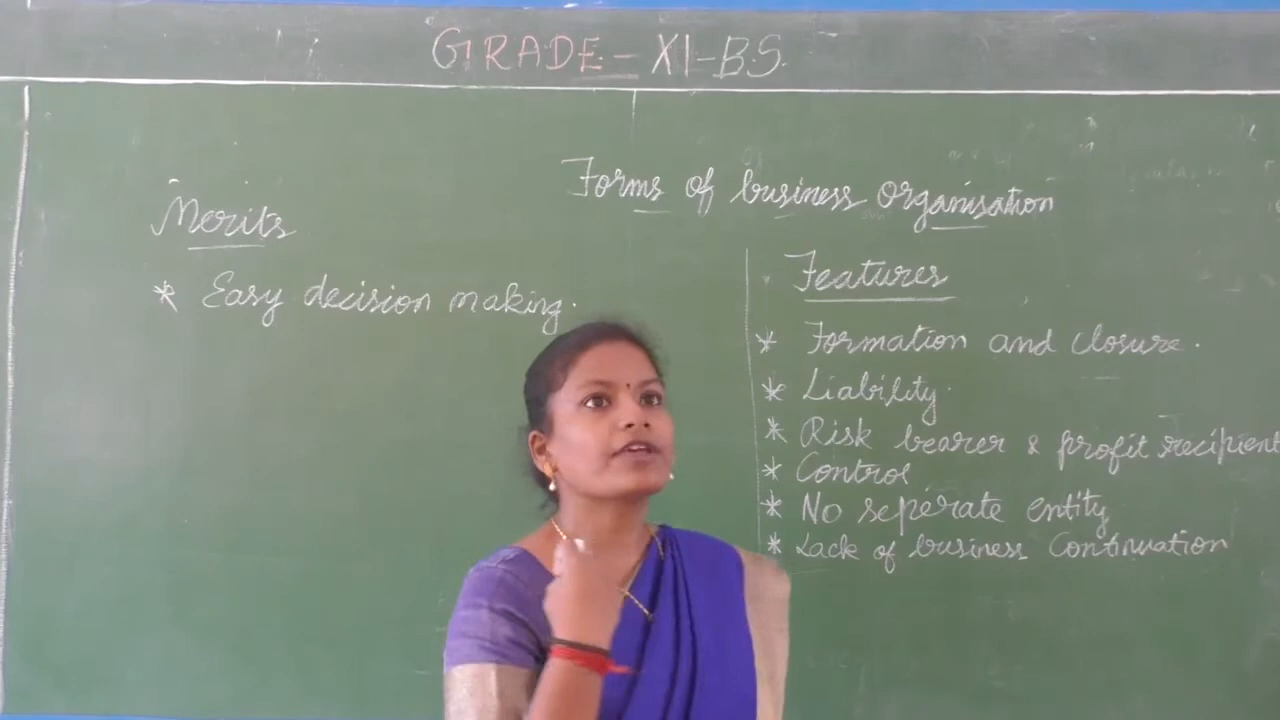 GRADE - XI-BS.
Forms of business organisation
Merits
* Easy decision making.
Features
* Formation and closure.
* Liability.
* Risk bearer & profit recipient
* Control
* No seperate entity
* Lack of business Continuation